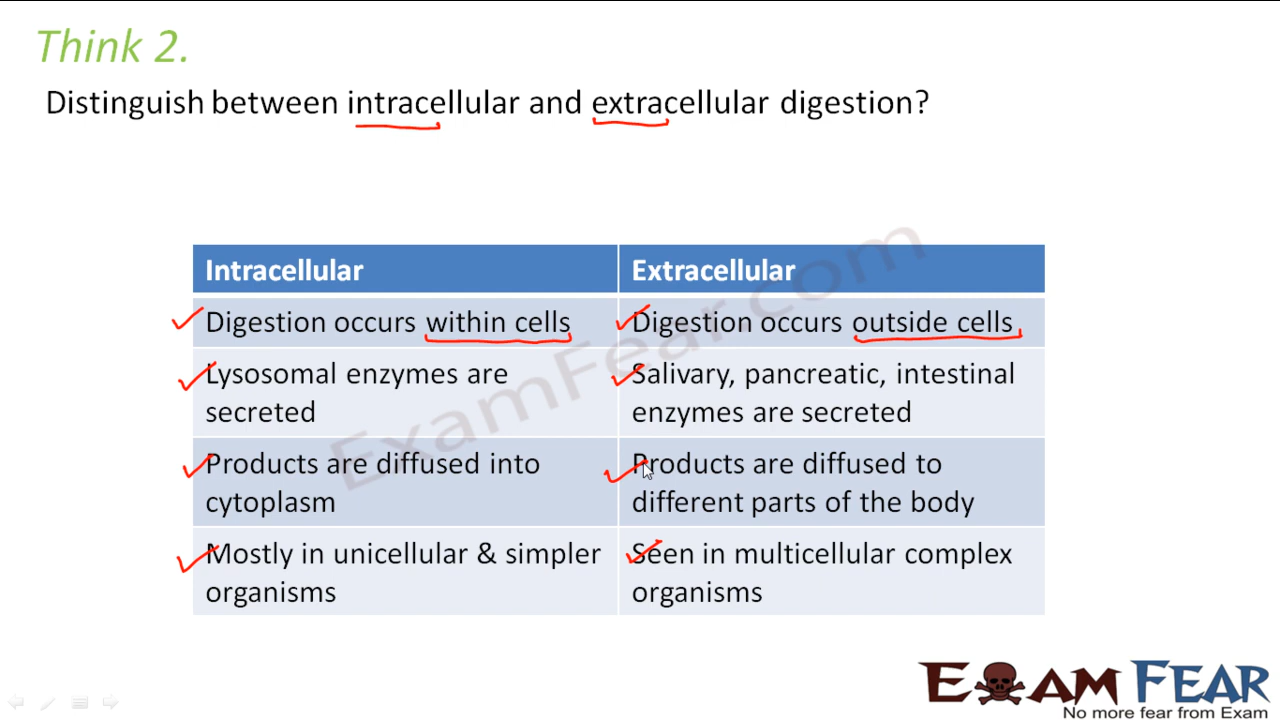 Think 2.
Distinguish between intracellular and extracellular digestion?
Intracellular
Extracellular
Digestion occurs within cells
Digestion occurs outside cells
Lysosomal enzymes are
secreted
Salivary, pancreatic, intestinal
enzymes are secreted
Products are diffused into
cytoplasm
Products are diffused to
different parts of the body
Mostly in unicellular & simpler
organisms
Seen in multicellular complex
organisms
ExamFear.com
EXAM FEAR
No more fear from Exam